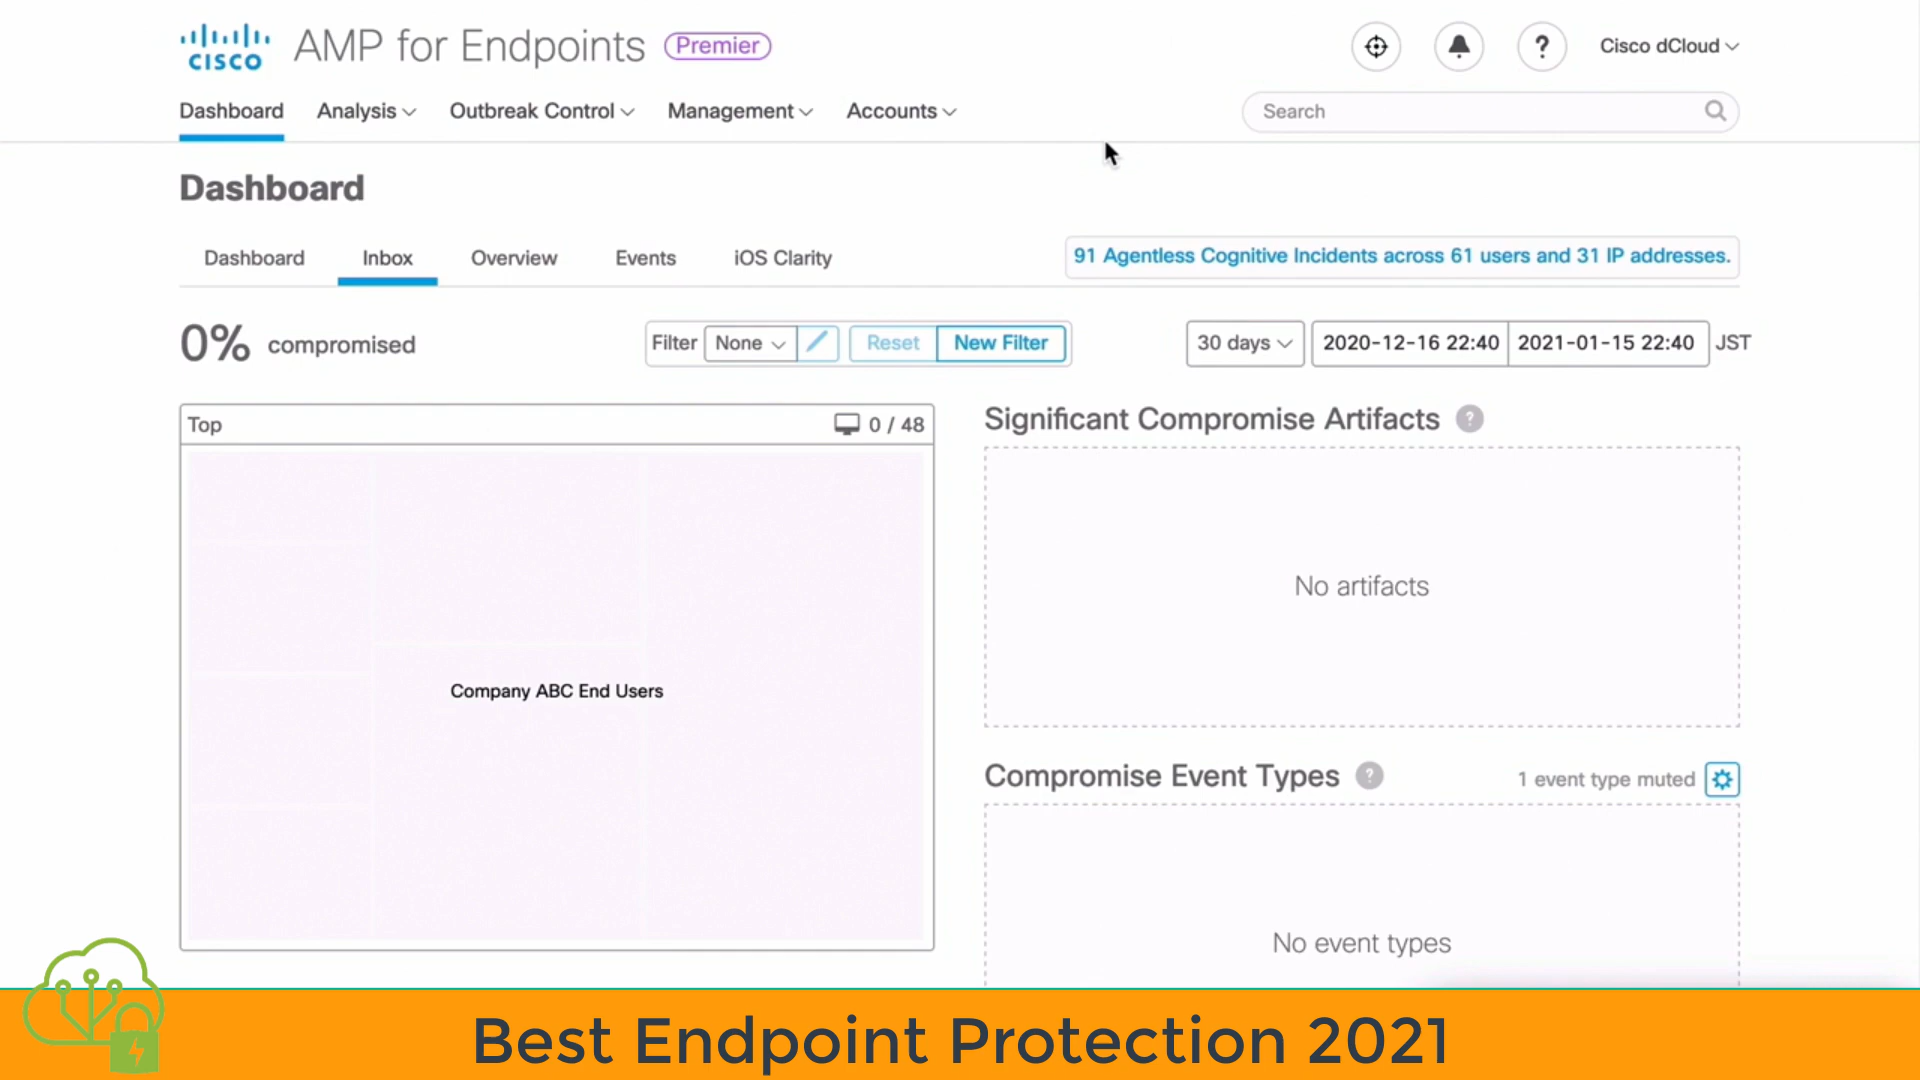 CISCO AMP for Endpoints Premier
Cisco dCloud
Dashboard Analysis Outbreak Control Management Accounts
Search
Dashboard
Dashboard Inbox Overview Events iOS Clarity
91 Agentless Cognitive Incidents across 61 users and 31 IP addresses.
0% compromised
Filter None Reset New Filter
30 days 2020-12-16 22:40 2021-01-15 22:40 JST
Top 0 / 48
Company ABC End Users
Significant Compromise Artifacts ?
No artifacts
Compromise Event Types ?
1 event type muted
No event types
Best Endpoint Protection 2021